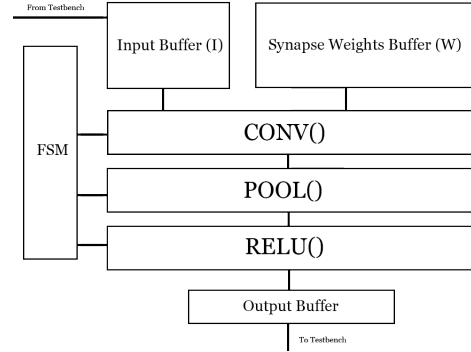 From Testbench
Input Buffer (I)
Synapse Weights Buffer (W)
FSM
CONV()
POOL()
RELU()
Output Buffer
To Testbench